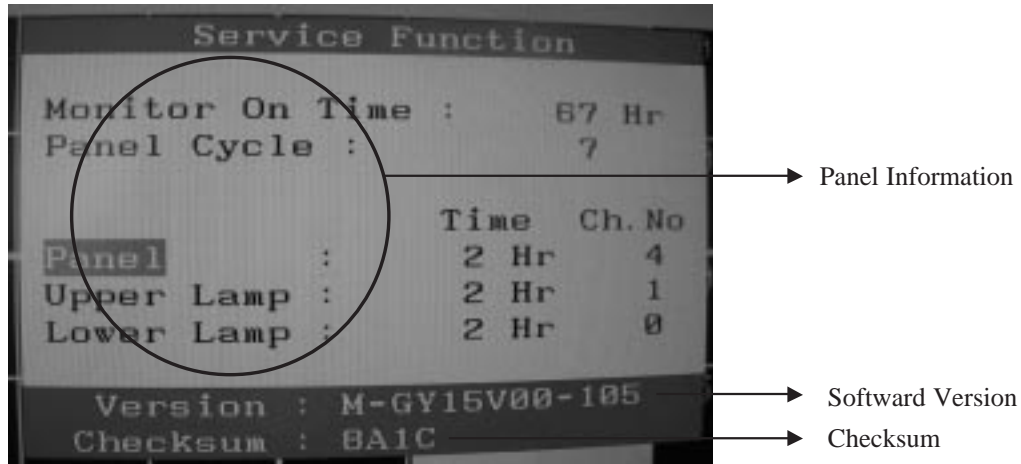 Service Function
Monitor On Time : 67 Hr
Panel Cycle : 7
Panel Information
Time Ch.No
Panel : 2 Hr 4
Upper Lamp : 2 Hr 1
Lower Lamp : 2 Hr 0
Version : M-GY15V00-105
Softward Version
Checksum : BA1C
Checksum